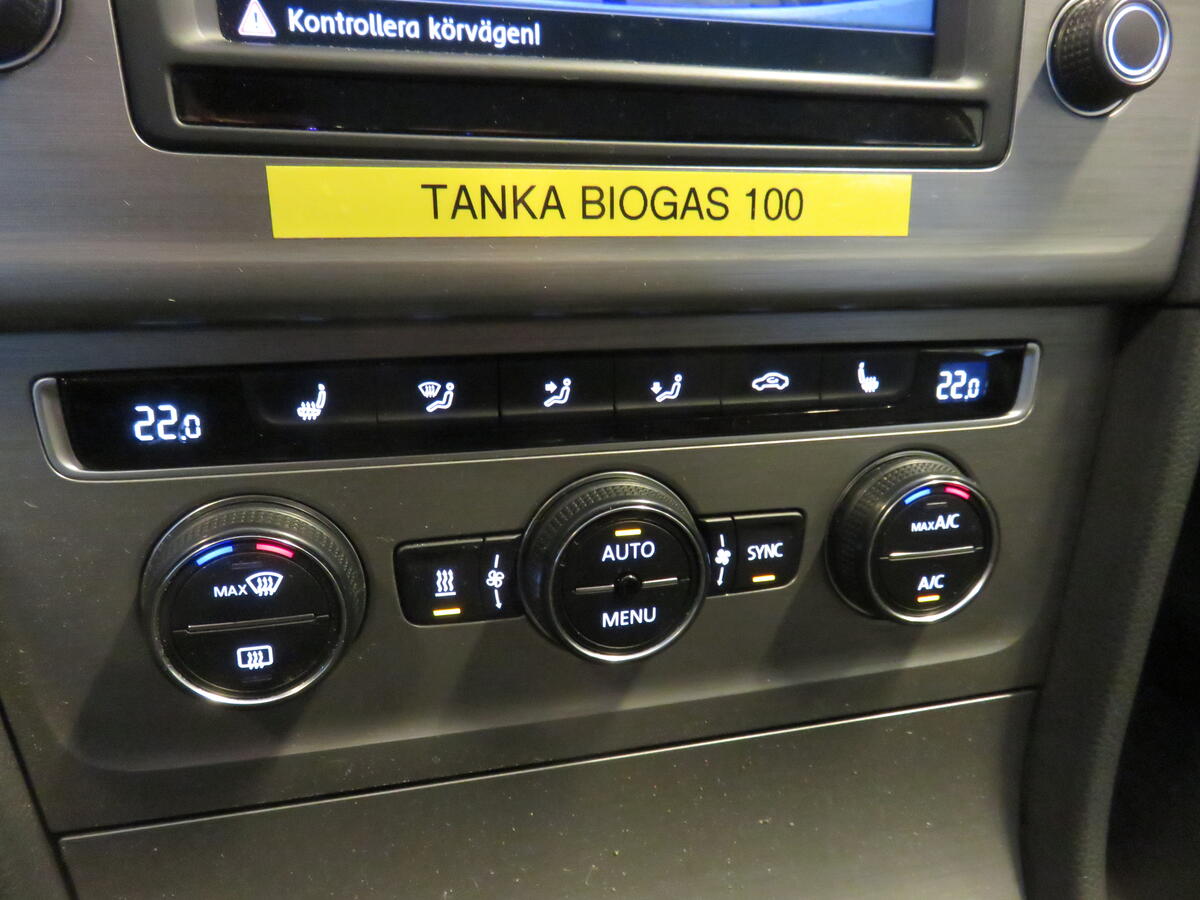 Kontrollera körvägen!
TANKA BIOGAS 100
22.0
22.0
MAX
AUTO
MENU
SYNC
MAX A/C
A/C